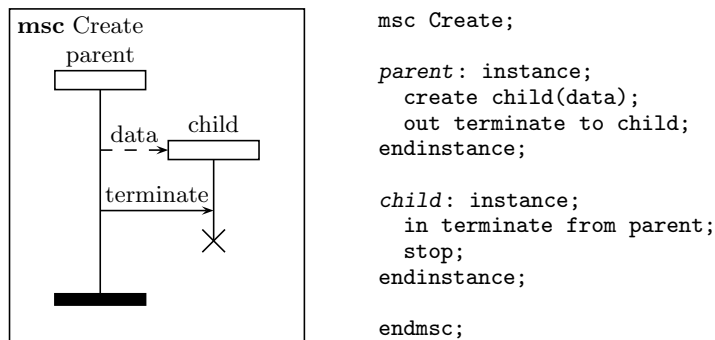 msc Create
parent
data
child
terminate
msc Create;
parent: instance;
create child(data);
out terminate to child;
endinstance;
child: instance;
in terminate from parent;
stop;
endinstance;
endmsc;